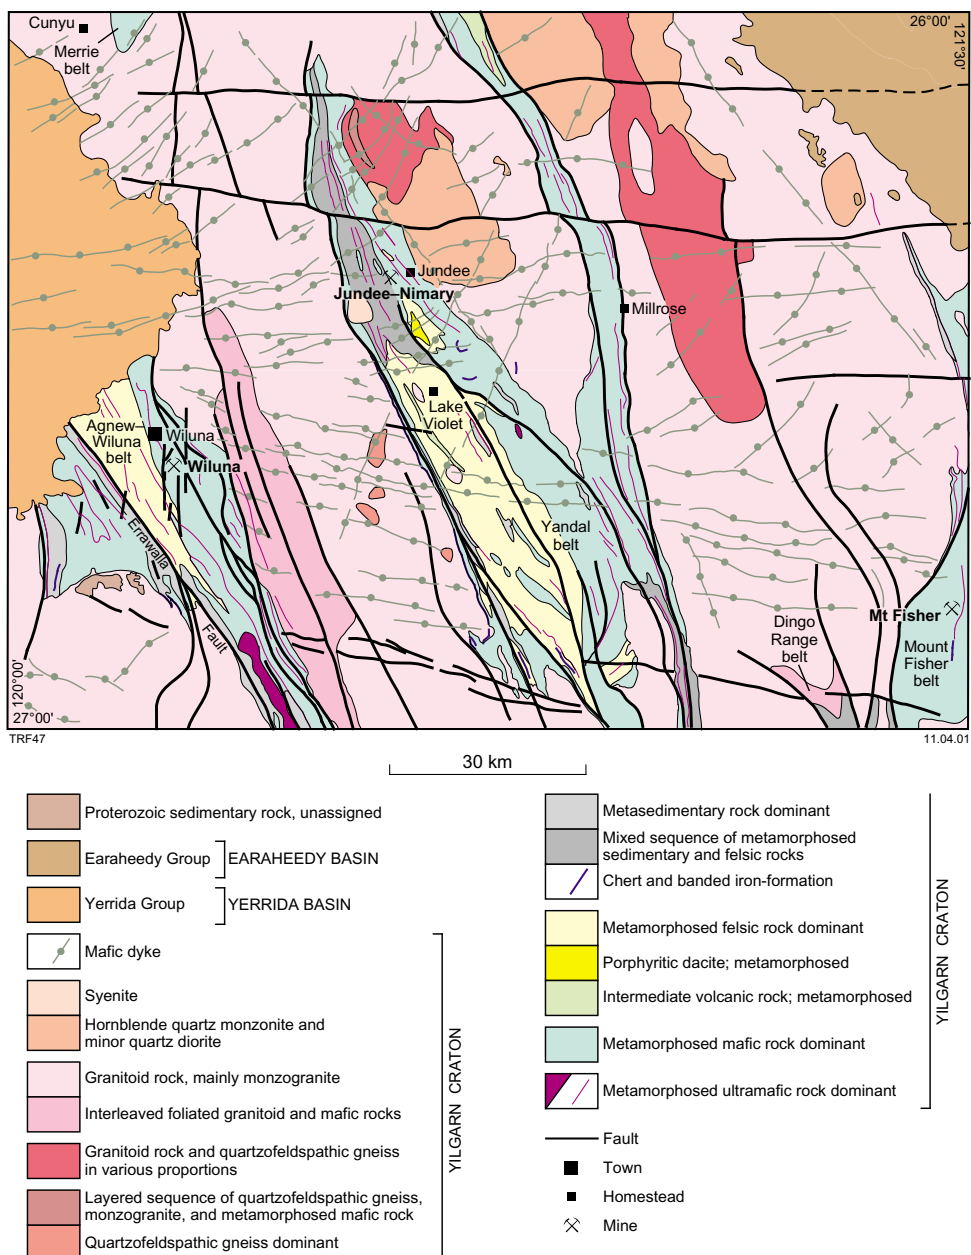 Cunyu
Merrie
belt
26°00'
121°30'
Jundee
Jundee–Nimary
Millrose
Lake
Violet
Agnew–
Wiluna
belt
Wiluna
Wiluna
Errawalla
Fault
Yandal
belt
Dingo
Range
belt
Mt Fisher
Mount
Fisher
belt
120°00'
27°00'
TRF47
11.04.01
30 km
Proterozoic sedimentary rock, unassigned
Earaheedy Group
EARAHEEDY BASIN
Yerrida Group
YERRIDA BASIN
Mafic dyke
Syenite
Hornblende quartz monzonite and
minor quartz diorite
Granitoid rock, mainly monzogranite
Interleaved foliated granitoid and mafic rocks
Granitoid rock and quartzofeldspathic gneiss
in various proportions
Layered sequence of quartzofeldspathic gneiss,
monzogranite, and metamorphosed mafic rock
Quartzofeldspathic gneiss dominant
YILGARN CRATON
Metasedimentary rock dominant
Mixed sequence of metamorphosed
sedimentary and felsic rocks
Chert and banded iron-formation
Metamorphosed felsic rock dominant
Porphyritic dacite; metamorphosed
Intermediate volcanic rock; metamorphosed
Metamorphosed mafic rock dominant
Metamorphosed ultramafic rock dominant
YILGARN CRATON
Fault
Town
Homestead
Mine